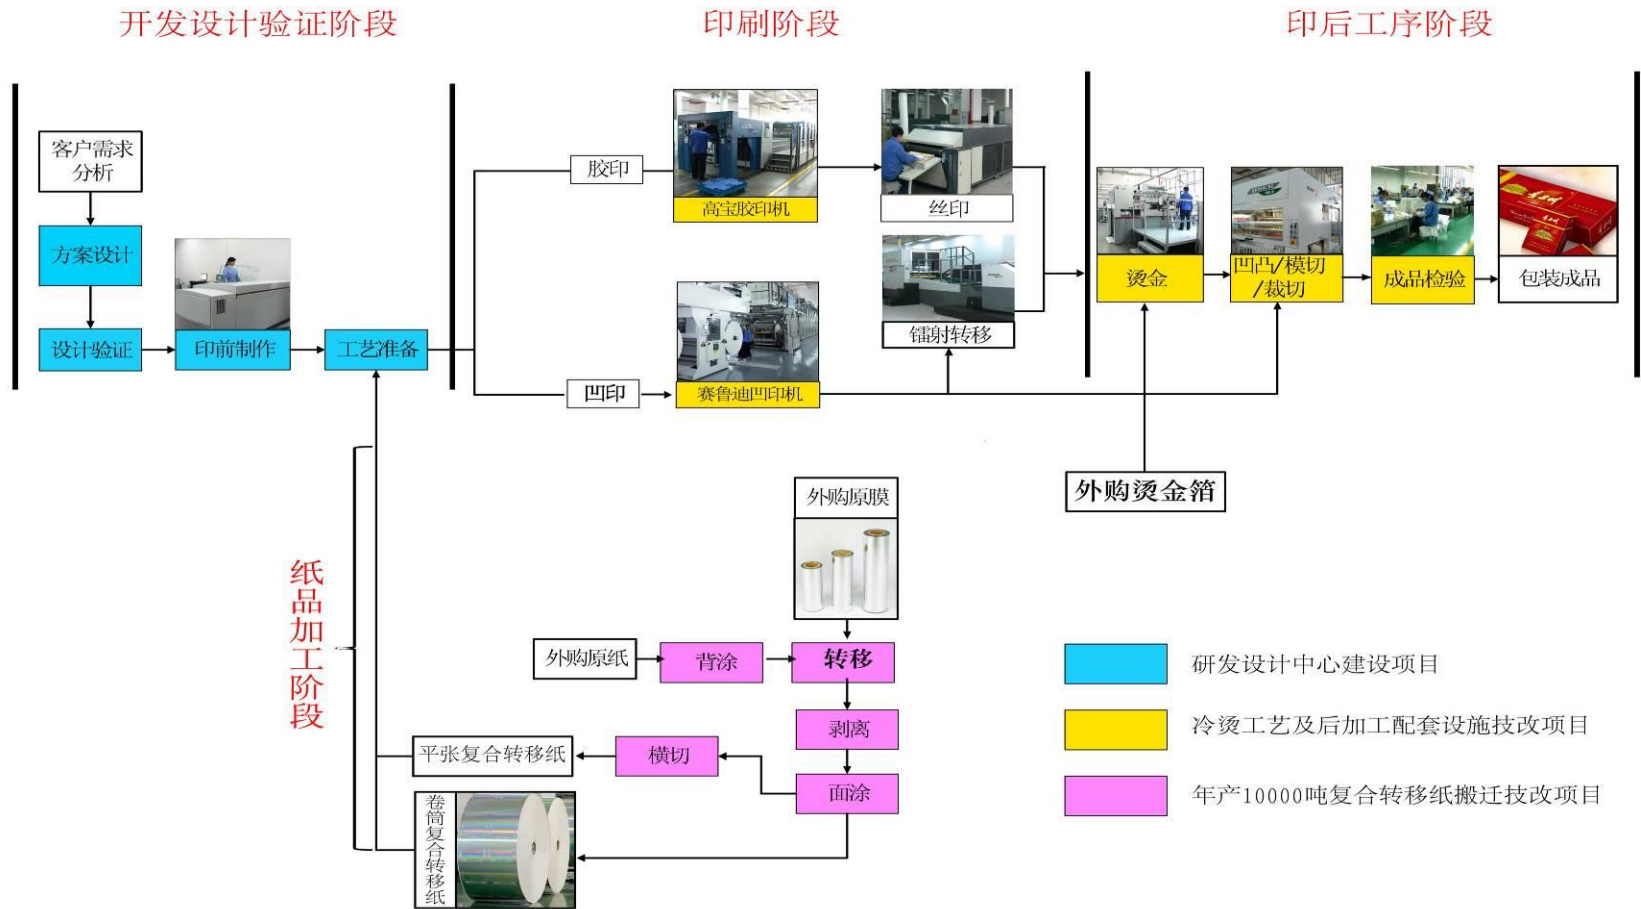 开发设计验证阶段
印刷阶段
印后工序阶段
客户需求
分析
方案设计
设计验证
印前制作
工艺准备
胶印
高宝胶印机
丝印
镭射转移
凹印
赛鲁迪凹印机
烫金
凹凸/模切
/裁切
成品检验
包装成品
外购烫金箔
纸品加工阶段
外购原膜
外购原纸
背涂
转移
剥离
面涂
横切
平张复合转移纸
卷筒复合转移纸
研发设计中心建设项目
冷烫工艺及后加工配套设施技改项目
年产10000吨复合转移纸搬迁技改项目